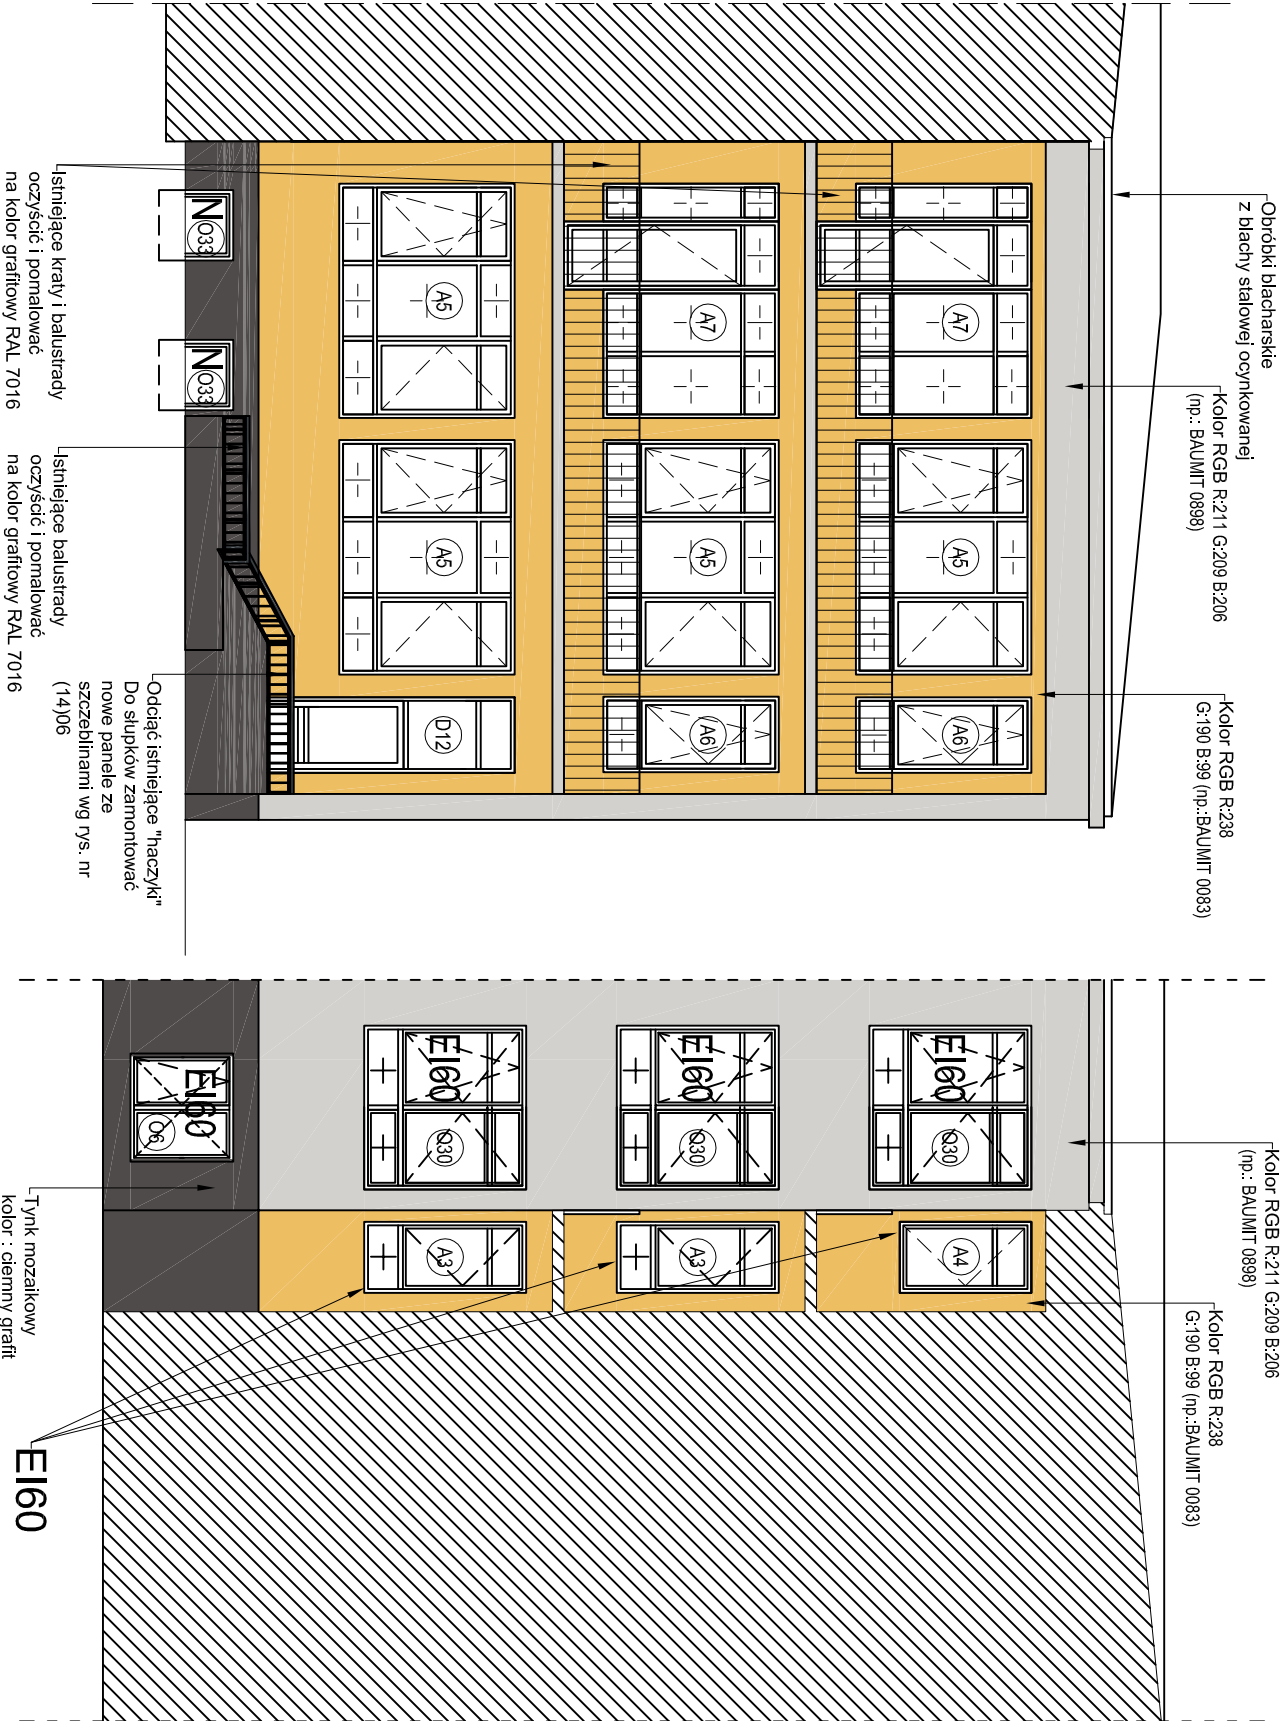 Obróbki blacharskie
z blachy stalowej ocynkowanej
Kolor RGB R:211 G:209 B:206
(np.: BAUMIT 0898)
Kolor RGB R:238
G:190 B:99 (np.:BAUMIT 0083)
Kolor RGB R:211 G:209 B:206
(np.: BAUMIT 0898)
Kolor RGB R:238
G:190 B:99 (np.:BAUMIT 0083)
A7
A5
A6
EI60
O30
A4
A7
A5
A6
EI60
O30
A3
A5
A5
D12
EI60
O30
A3
N
O33
N
O33
EI60
O6
Istniejące kraty i balustrady
oczyścić i pomalować
na kolor grafitowy RAL 7016
Istniejące balustrady
oczyścić i pomalować
na kolor grafitowy RAL 7016
Odciąć istniejące "haczyki"
Do słupków zamontować
nowe panele ze
szczeblinami wg rys. nr
(14)06
Tynk mozaikowy
kolor : ciemny grafit
EI60